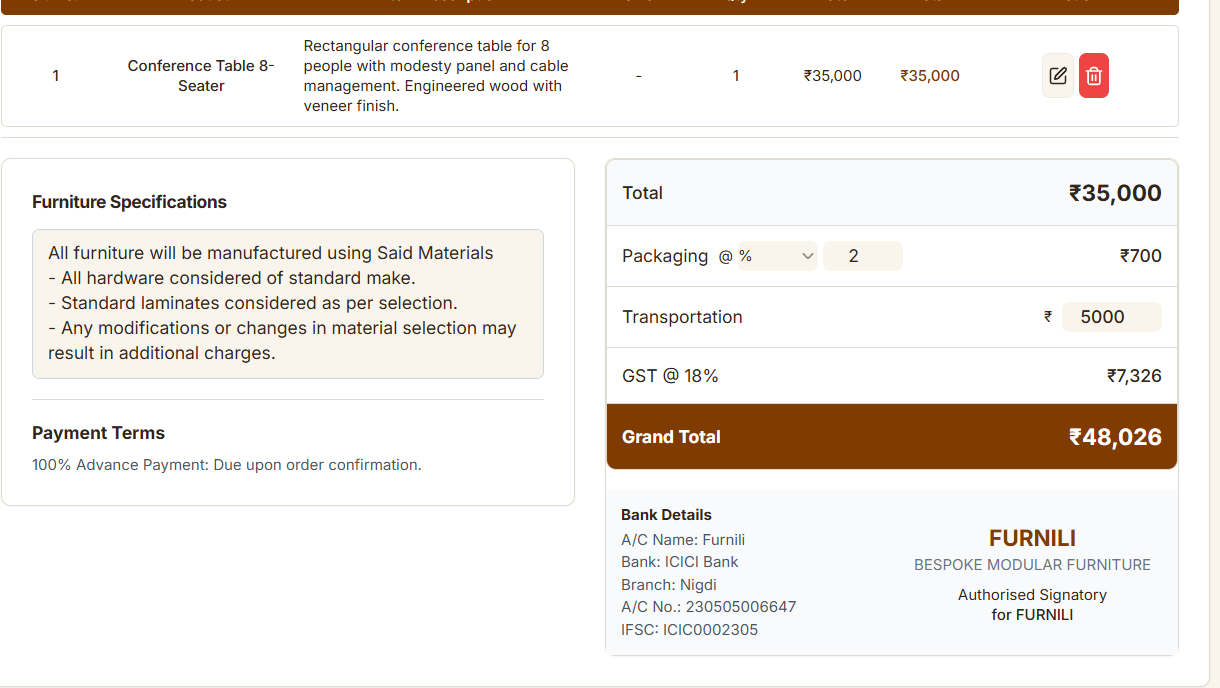 1
Conference Table 8-
Seater
Rectangular conference table for 8
people with modesty panel and cable
management. Engineered wood with
veneer finish.
-
1
₹35,000
₹35,000
Furniture Specifications
All furniture will be manufactured using Said Materials
- All hardware considered of standard make.
- Standard laminates considered as per selection.
- Any modifications or changes in material selection may
result in additional charges.
Payment Terms
100% Advance Payment: Due upon order confirmation.
Total ₹35,000
Packaging @ % 2 ₹700
Transportation ₹ 5000
GST @ 18% ₹7,326
Grand Total ₹48,026
Bank Details
A/C Name: Furnili
Bank: ICICI Bank
Branch: Nigdi
A/C No.: 230505006647
IFSC: ICIC0002305
FURNILI
BESPOKE MODULAR FURNITURE
Authorised Signatory
for FURNILI